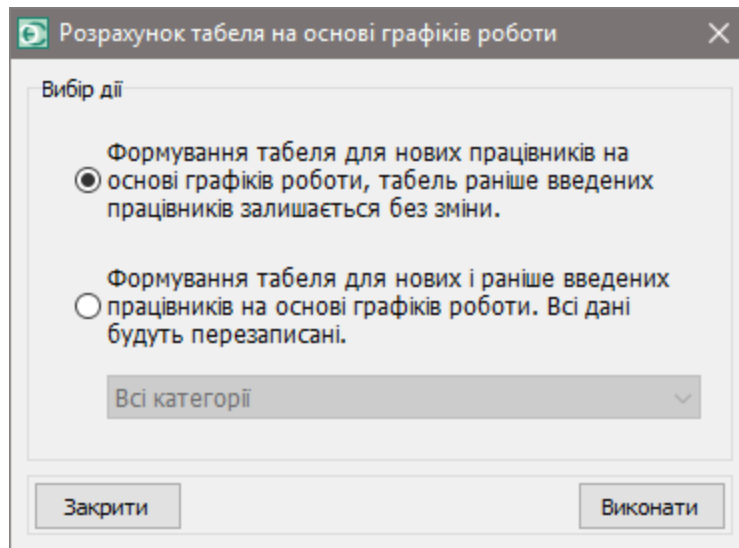 Розрахунок табеля на основі графіків роботи
Вибір дії
Формування табеля для нових працівників на
основі графіків роботи, табель раніше введених
працівників залишається без зміни.
Формування табеля для нових і раніше введених
працівників на основі графіків роботи. Всі дані
будуть перезаписані.
Всі категорії
Закрити
Виконати